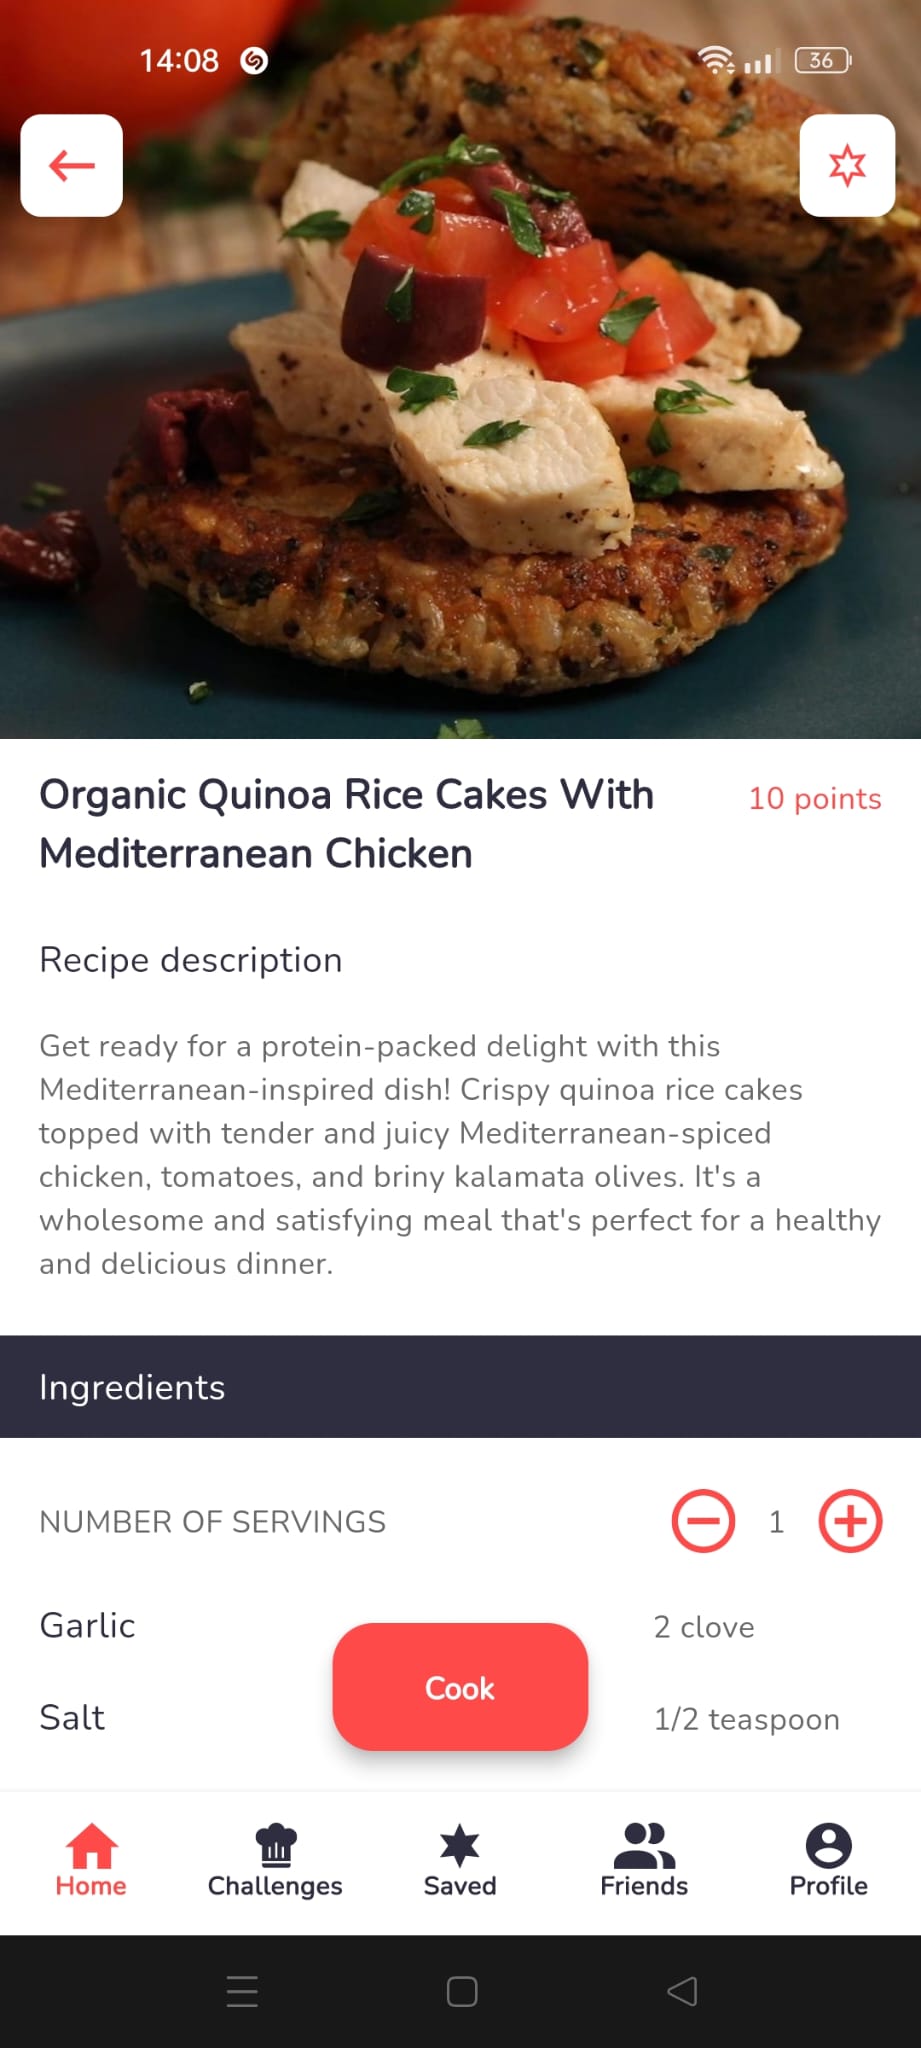 14:08
36
Organic Quinoa Rice Cakes With
Mediterranean Chicken
10 points
Recipe description
Get ready for a protein-packed delight with this
Mediterranean-inspired dish! Crispy quinoa rice cakes
topped with tender and juicy Mediterranean-spiced
chicken, tomatoes, and briny kalamata olives. It's a
wholesome and satisfying meal that's perfect for a healthy
and delicious dinner.
Ingredients
NUMBER OF SERVINGS
1
Garlic
2 clove
Cook
Salt
1/2 teaspoon
Home
Challenges
Saved
Friends
Profile